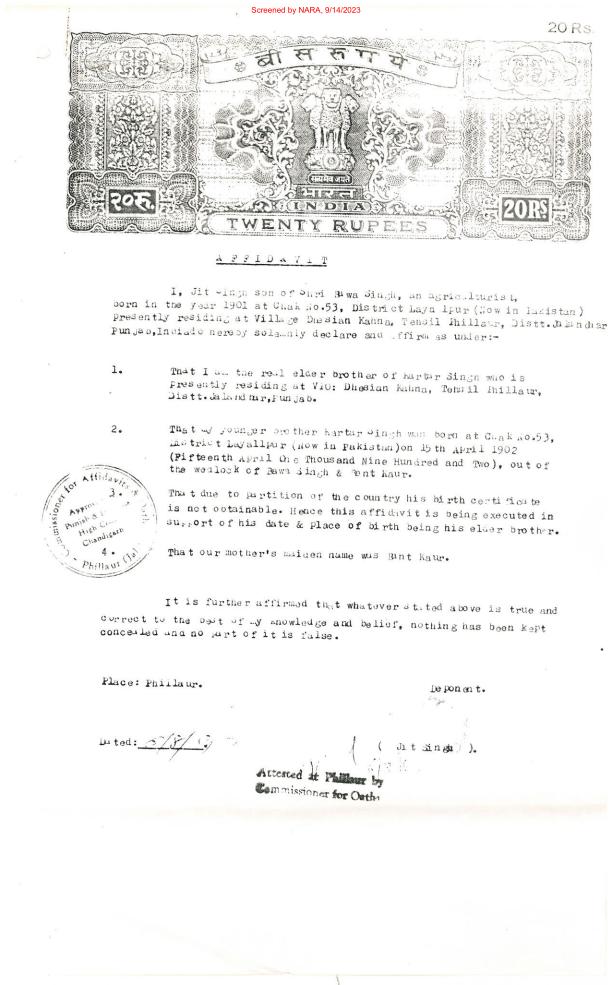 Screened by NARA, 9/14/2023
20 Rs.
बीस रूपये
सत्यमेव जयते
भारत
INDIA
२०रु.
20RS
TWENTY RUPEES
AFFIDAVIT
I, Jit Singh son of Shri Bawa Singh, an agriculturist,
born in the year 1901 at Chak No.53, District Layallpur (Now in Pakistan)
presently residing at Village Dhesian Kahna, Tehsil Phillaur, Distt.Jalandhar
Punjab, India do hereby solemnly declare and affirm as under:-
1. That I am the real elder brother of Kartar Singh who is
presently residing at VPO: Dhesian Kahna, Tehsil Phillaur,
Distt.Jalandhar,Punjab.
2. That my younger brother Kartar Singh was born at Chak No.53,
District Layallpur (Now in Pakistan)on 15th April 1902
(Fifteenth April One Thousand Nine Hundred and Two), out of
the wedlock of Bawa Singh & Bent Kaur.
3. That due to partition of the country his birth certificate
is not obtainable. Hence this affidavit is being executed in
support of his date & place of birth being his elder brother.
4. That our mother's maiden name was Bint Kaur.
Commissioner for Affidavits &
Punjab &
High
Chandigarh
Phillaur (Ja)
It is further affirmed that whatever stated above is true and
correct to the best of my knowledge and belief, nothing has been kept
concealed and no part of it is false.
Place: Phillaur.
Deponent.
Dated:
( Jit Singh ).
Attested at Phillaur by
Commissioner for Oaths